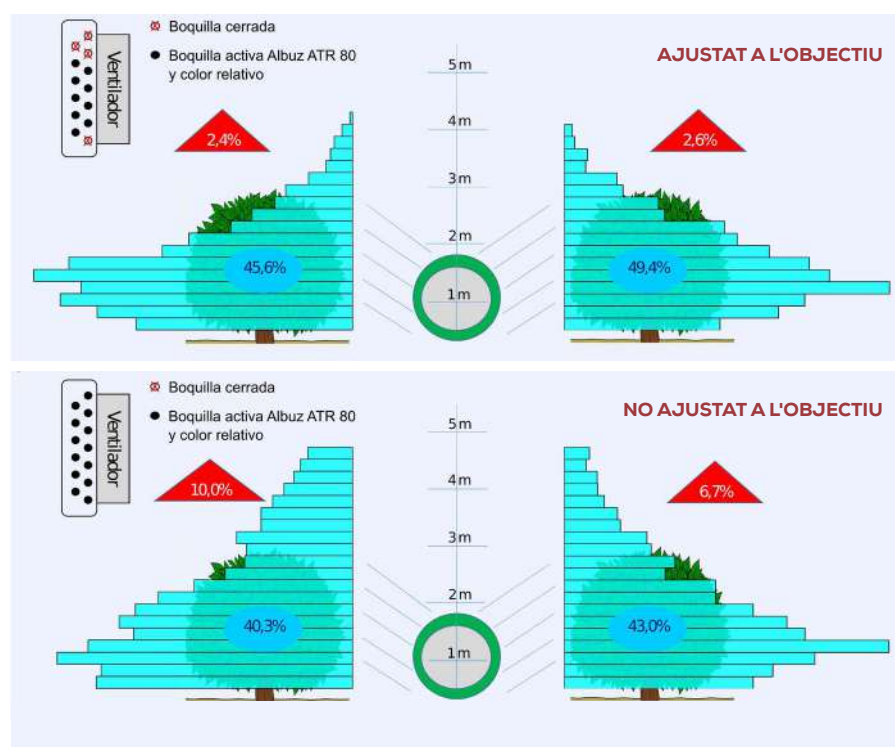 Boquilla cerrada
Boquilla activa Albuz ATR 80
y color relativo
Ventilador
AJUSTAT A L'OBJECTIU
5 m
4 m
3 m
2 m
1 m
2,4%
2,6%
45,6%
49,4%
Boquilla cerrada
Boquilla activa Albuz ATR 80
y color relativo
Ventilador
NO AJUSTAT A L'OBJECTIU
5 m
4 m
3 m
2 m
1 m
10,0%
6,7%
40,3%
43,0%